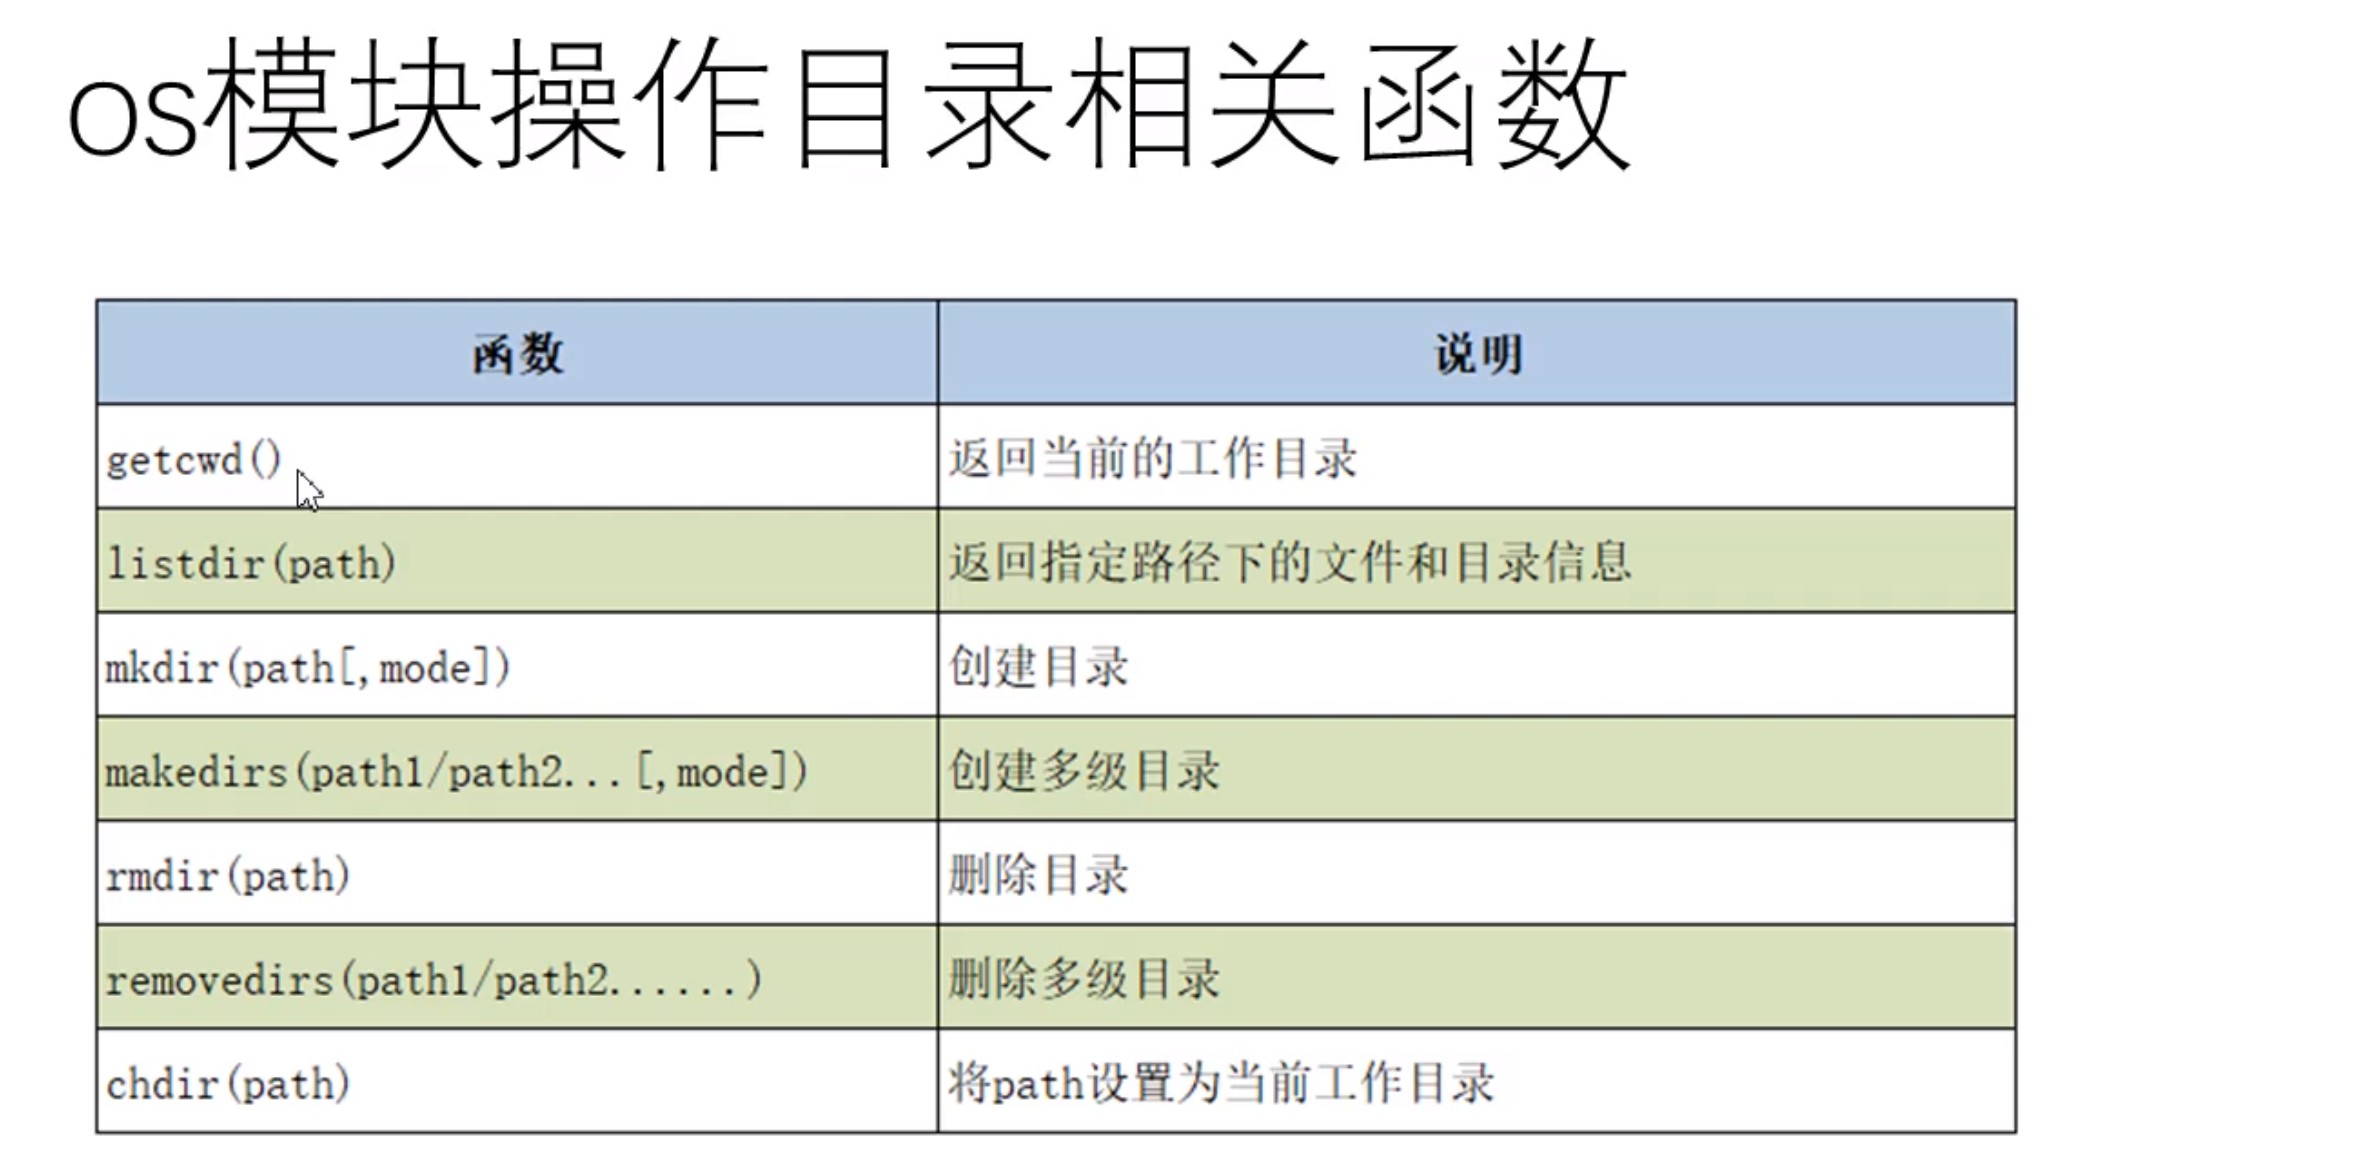 os模块操作目录相关函数
函数 说明
getcwd() 返回当前的工作目录
listdir(path) 返回指定路径下的文件和目录信息
mkdir(path[,mode]) 创建目录
makedirs(path1/path2...[,mode]) 创建多级目录
rmdir(path) 删除目录
removedirs(path1/path2......) 删除多级目录
chdir(path) 将path设置为当前工作目录